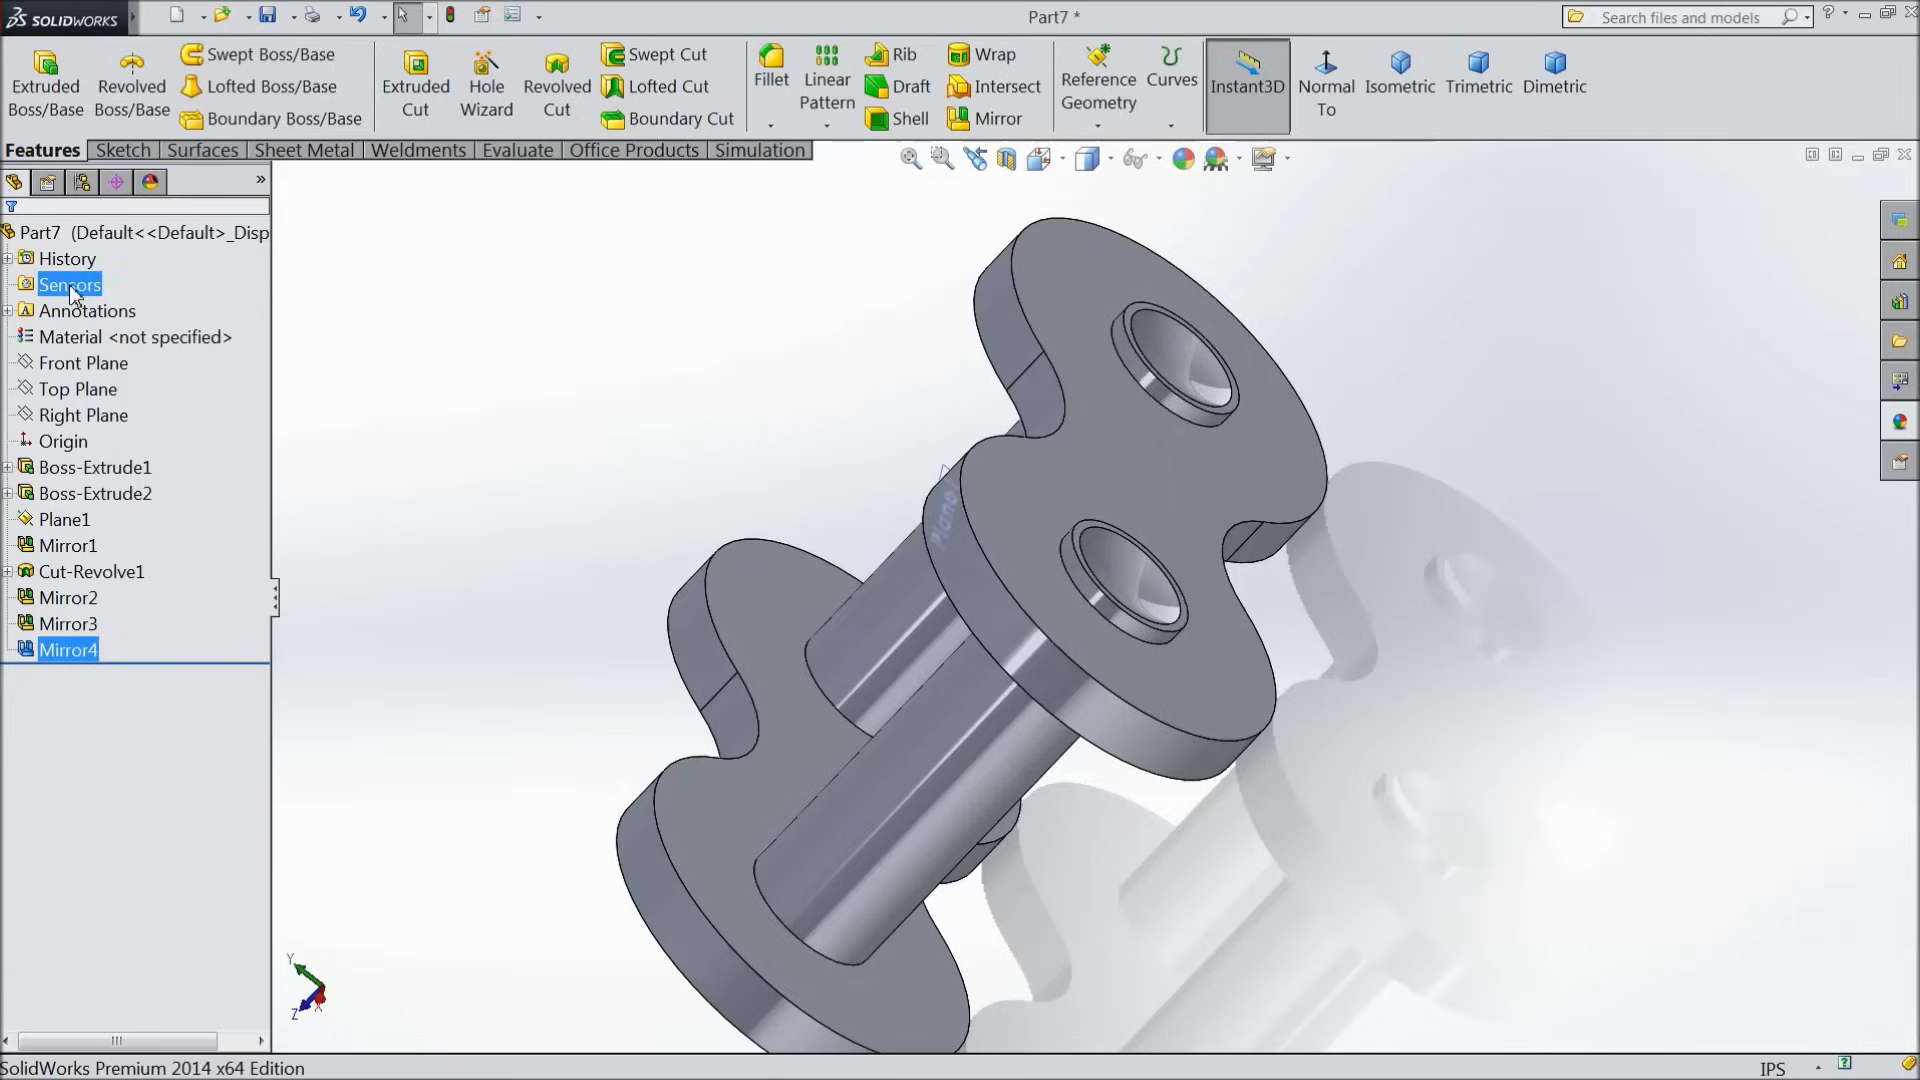 SOLIDWORKS
Part7 *
Search files and models
Extruded Boss/Base
Revolved Boss/Base
Swept Boss/Base
Lofted Boss/Base
Boundary Boss/Base
Extruded Cut
Hole Wizard
Revolved Cut
Swept Cut
Lofted Cut
Boundary Cut
Fillet
Linear Pattern
Rib
Draft
Shell
Wrap
Intersect
Mirror
Reference Geometry
Curves
Instant3D
Normal To
Isometric
Trimetric
Dimetric
Features
Sketch
Surfaces
Sheet Metal
Weldments
Evaluate
Office Products
Simulation
Part7 (Default<<Default>_Disp
History
Sensors
Annotations
Material <not specified>
Front Plane
Top Plane
Right Plane
Origin
Boss-Extrude1
Boss-Extrude2
Plane1
Mirror1
Cut-Revolve1
Mirror2
Mirror3
Mirror4
Plane1
Y
Z
X
SolidWorks Premium 2014 x64 Edition
IPS